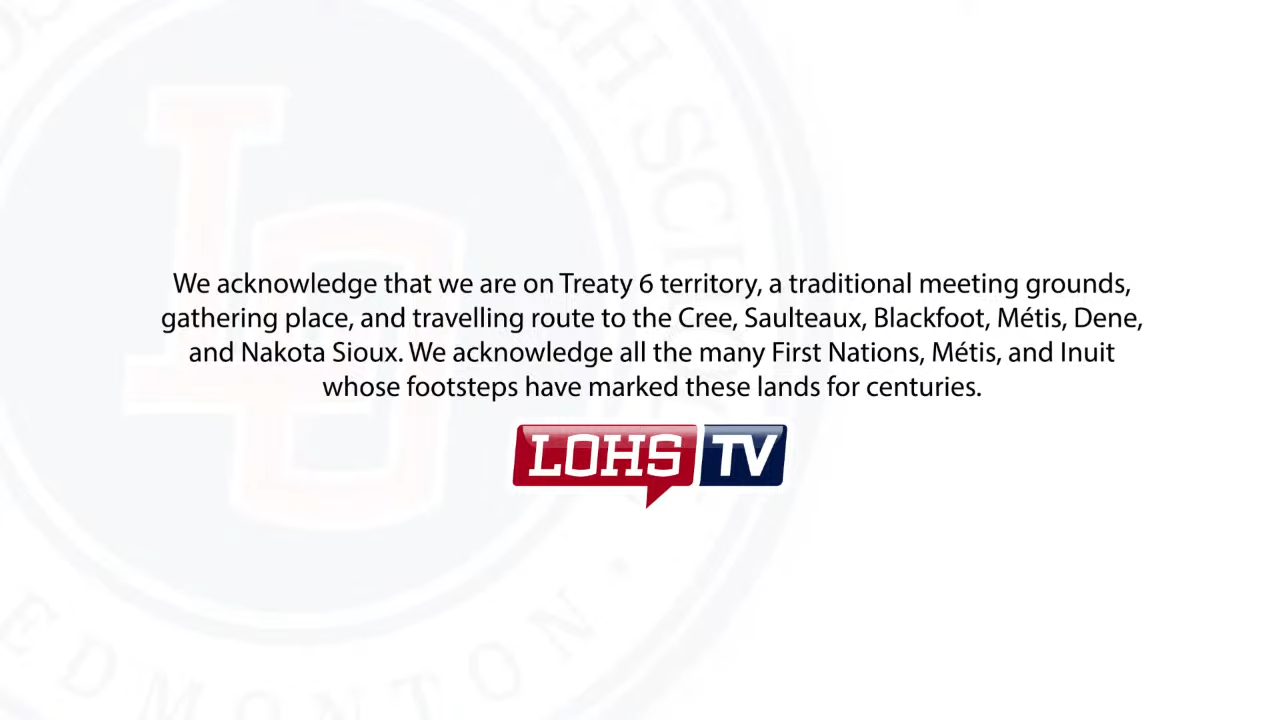 We acknowledge that we are on Treaty 6 territory, a traditional meeting grounds,
gathering place, and travelling route to the Cree, Saulteaux, Blackfoot, Métis, Dene,
and Nakota Sioux. We acknowledge all the many First Nations, Métis, and Inuit
whose footsteps have marked these lands for centuries.
LOHS TV
LO
EDMONTON